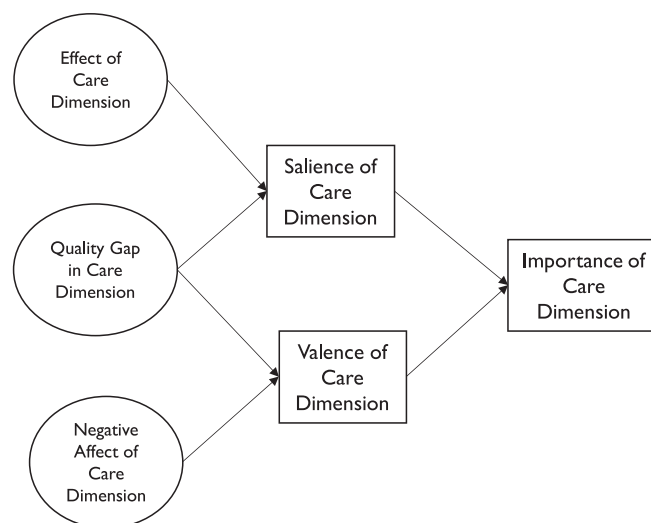 Effect of
Care
Dimension
Salience of
Care
Dimension
Quality Gap
in Care
Dimension
Importance of
Care
Dimension
Valence of
Care
Dimension
Negative
Affect of
Care
Dimension